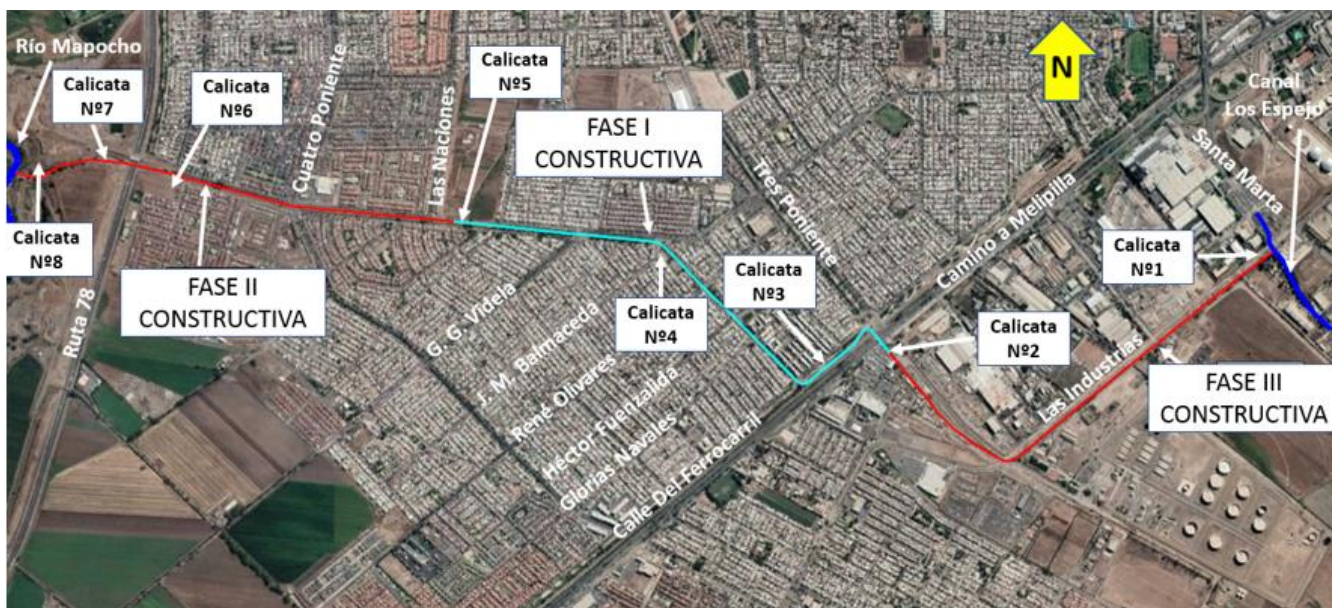 Río Mapocho
Calicata
Nº7
Calicata
Nº6
Cuatro Poniente
Las Naciones
Calicata
Nº5
FASE I
CONSTRUCTIVA
N
Canal
Los Espejo
Santa Marta
Tres Poniente
Camino a Melipilla
Calicata
Nº1
Calicata
Nº8
FASE II
CONSTRUCTIVA
Ruta 78
G. G. Videla
J. M. Balmaceda
René Olivares
Héctor Fuenzalida
Glorias Navales
Calle Del Ferrocarril
Calicata
Nº4
Calicata
Nº3
Calicata
Nº2
Las Industrias
FASE III
CONSTRUCTIVA